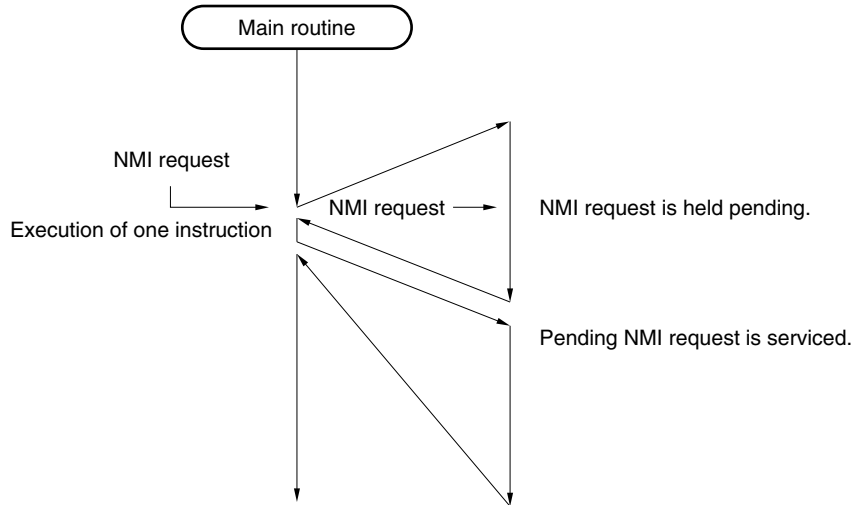 Main routine
NMI request
NMI request
NMI request is held pending.
Execution of one instruction
Pending NMI request is serviced.